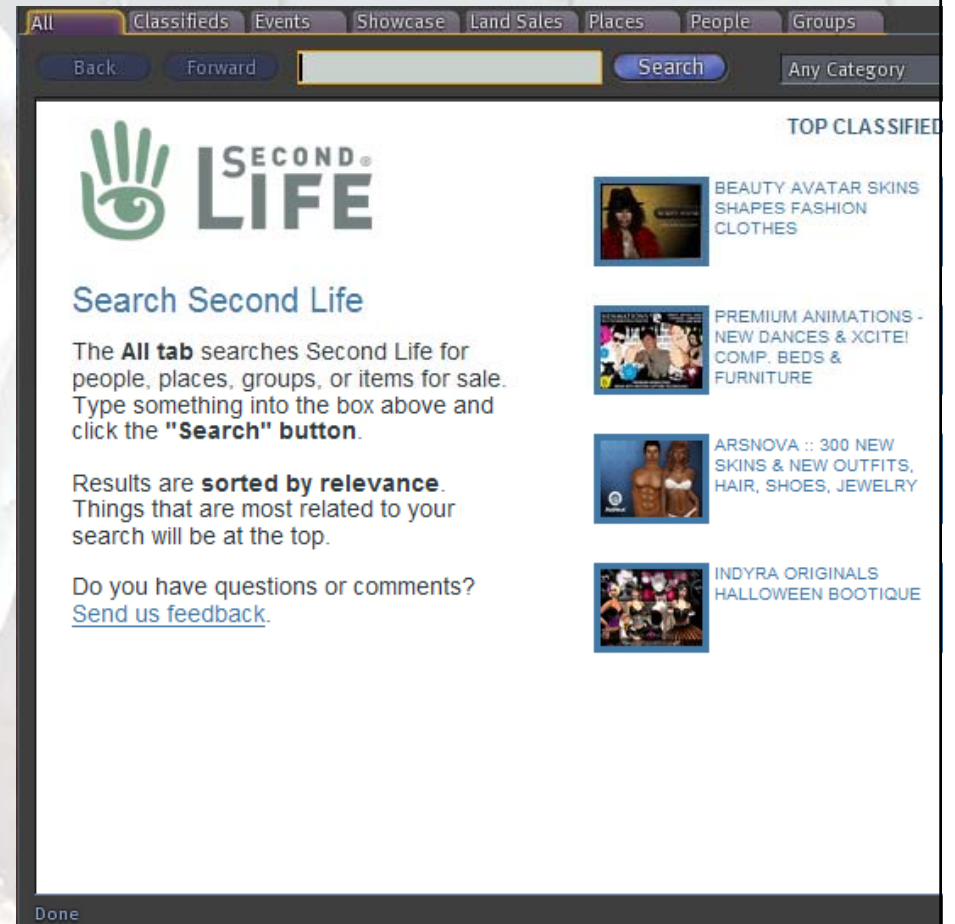 All Classifieds Events Showcase Land Sales Places People Groups
Back Forward Search Any Category
SECOND®
LIFE
Search Second Life
The All tab searches Second Life for
people, places, groups, or items for sale.
Type something into the box above and
click the "Search" button.
Results are sorted by relevance.
Things that are most related to your
search will be at the top.
Do you have questions or comments?
Send us feedback.
TOP CLASSIFIED
BEAUTY AVATAR SKINS
SHAPES FASHION
CLOTHES
PREMIUM ANIMATIONS -
NEW DANCES & XCITE!
COMP. BEDS &
FURNITURE
ARSNOVA :: 300 NEW
SKINS & NEW OUTFITS,
HAIR, SHOES, JEWELRY
INDYRA ORIGINALS
HALLOWEEN BOOTIQUE
Done